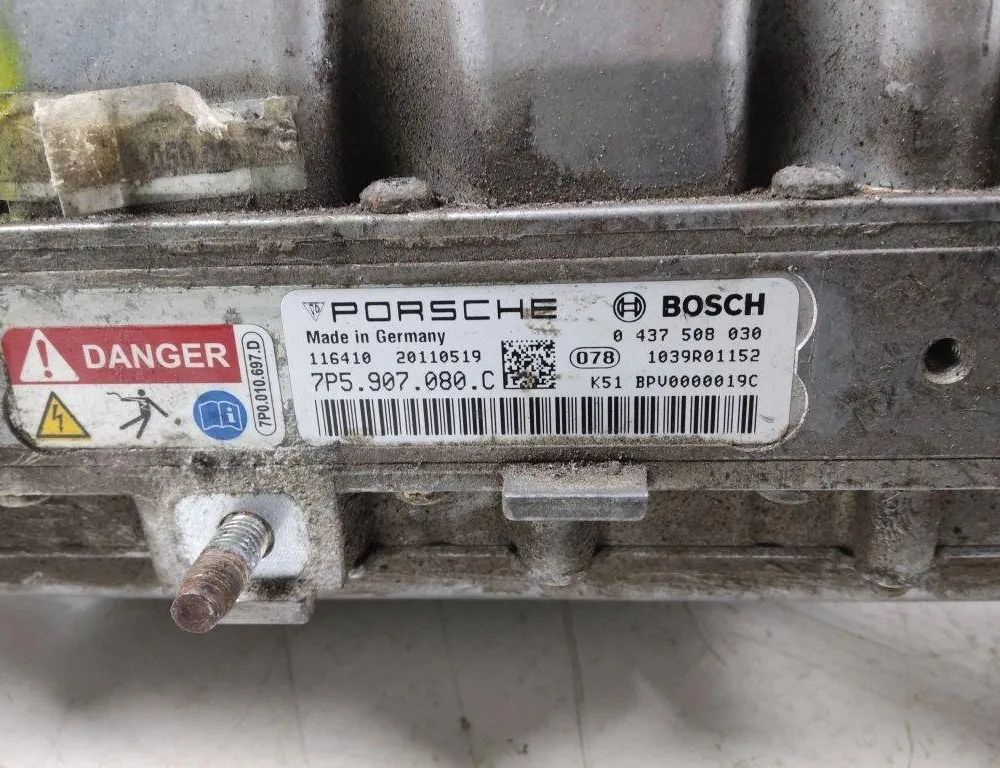 PORSCHE
BOSCH
Made in Germany
0 437 508 030
116410 20110519
078
1039R01152
7P5.907.080.C
K51 BPV0000019C
DANGER
7P0.010.697.D